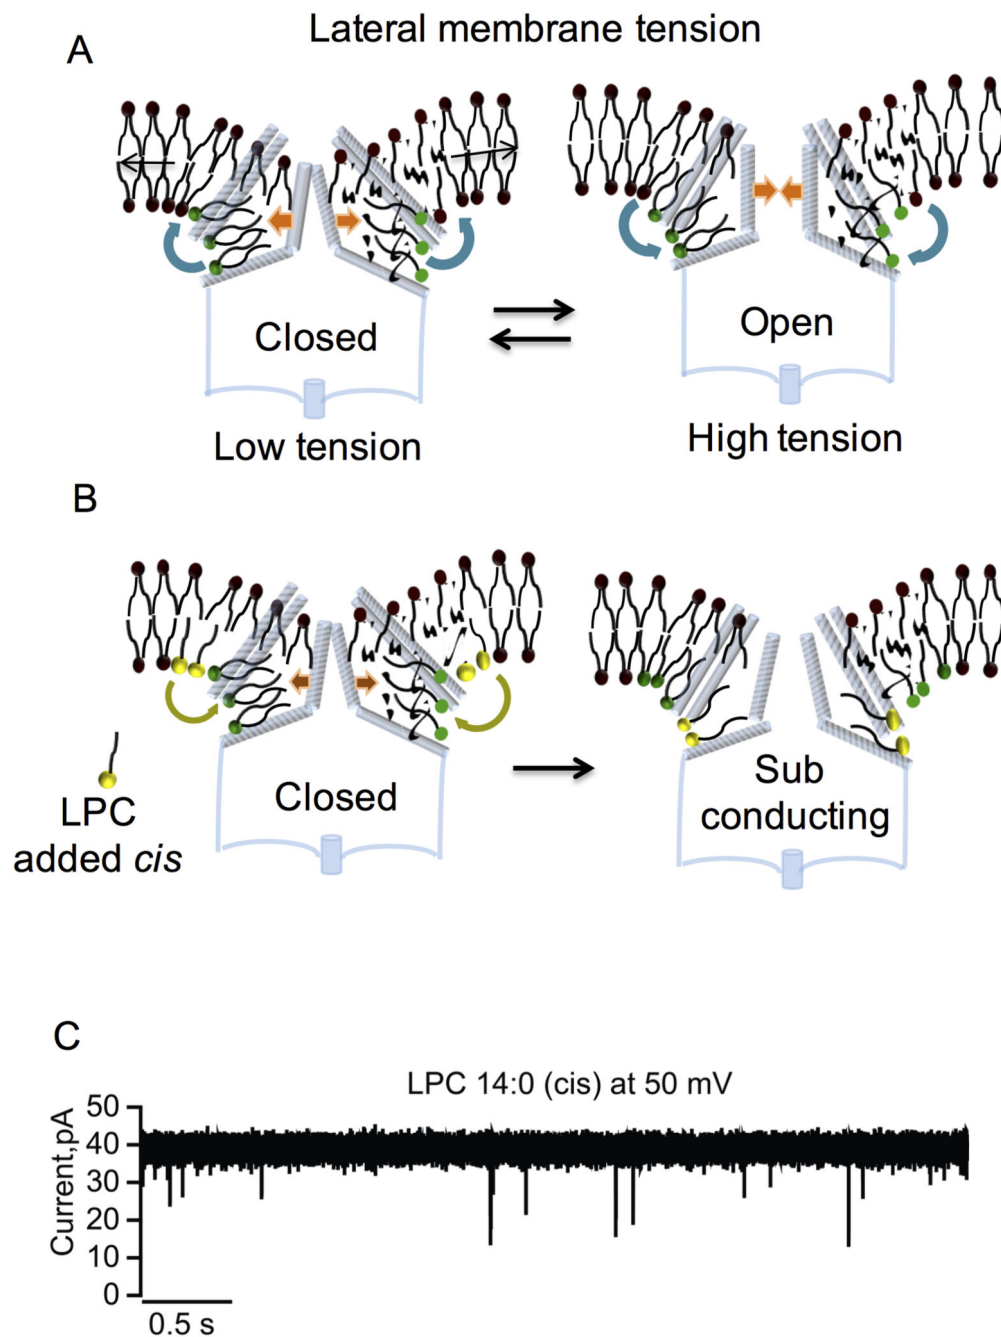 A
Lateral membrane tension
Closed
Open
Low tension
High tension
B
LPC
added cis
Closed
Sub
conducting
C
LPC 14:0 (cis) at 50 mV
Current,pA
50
40
30
20
10
0
0.5 s